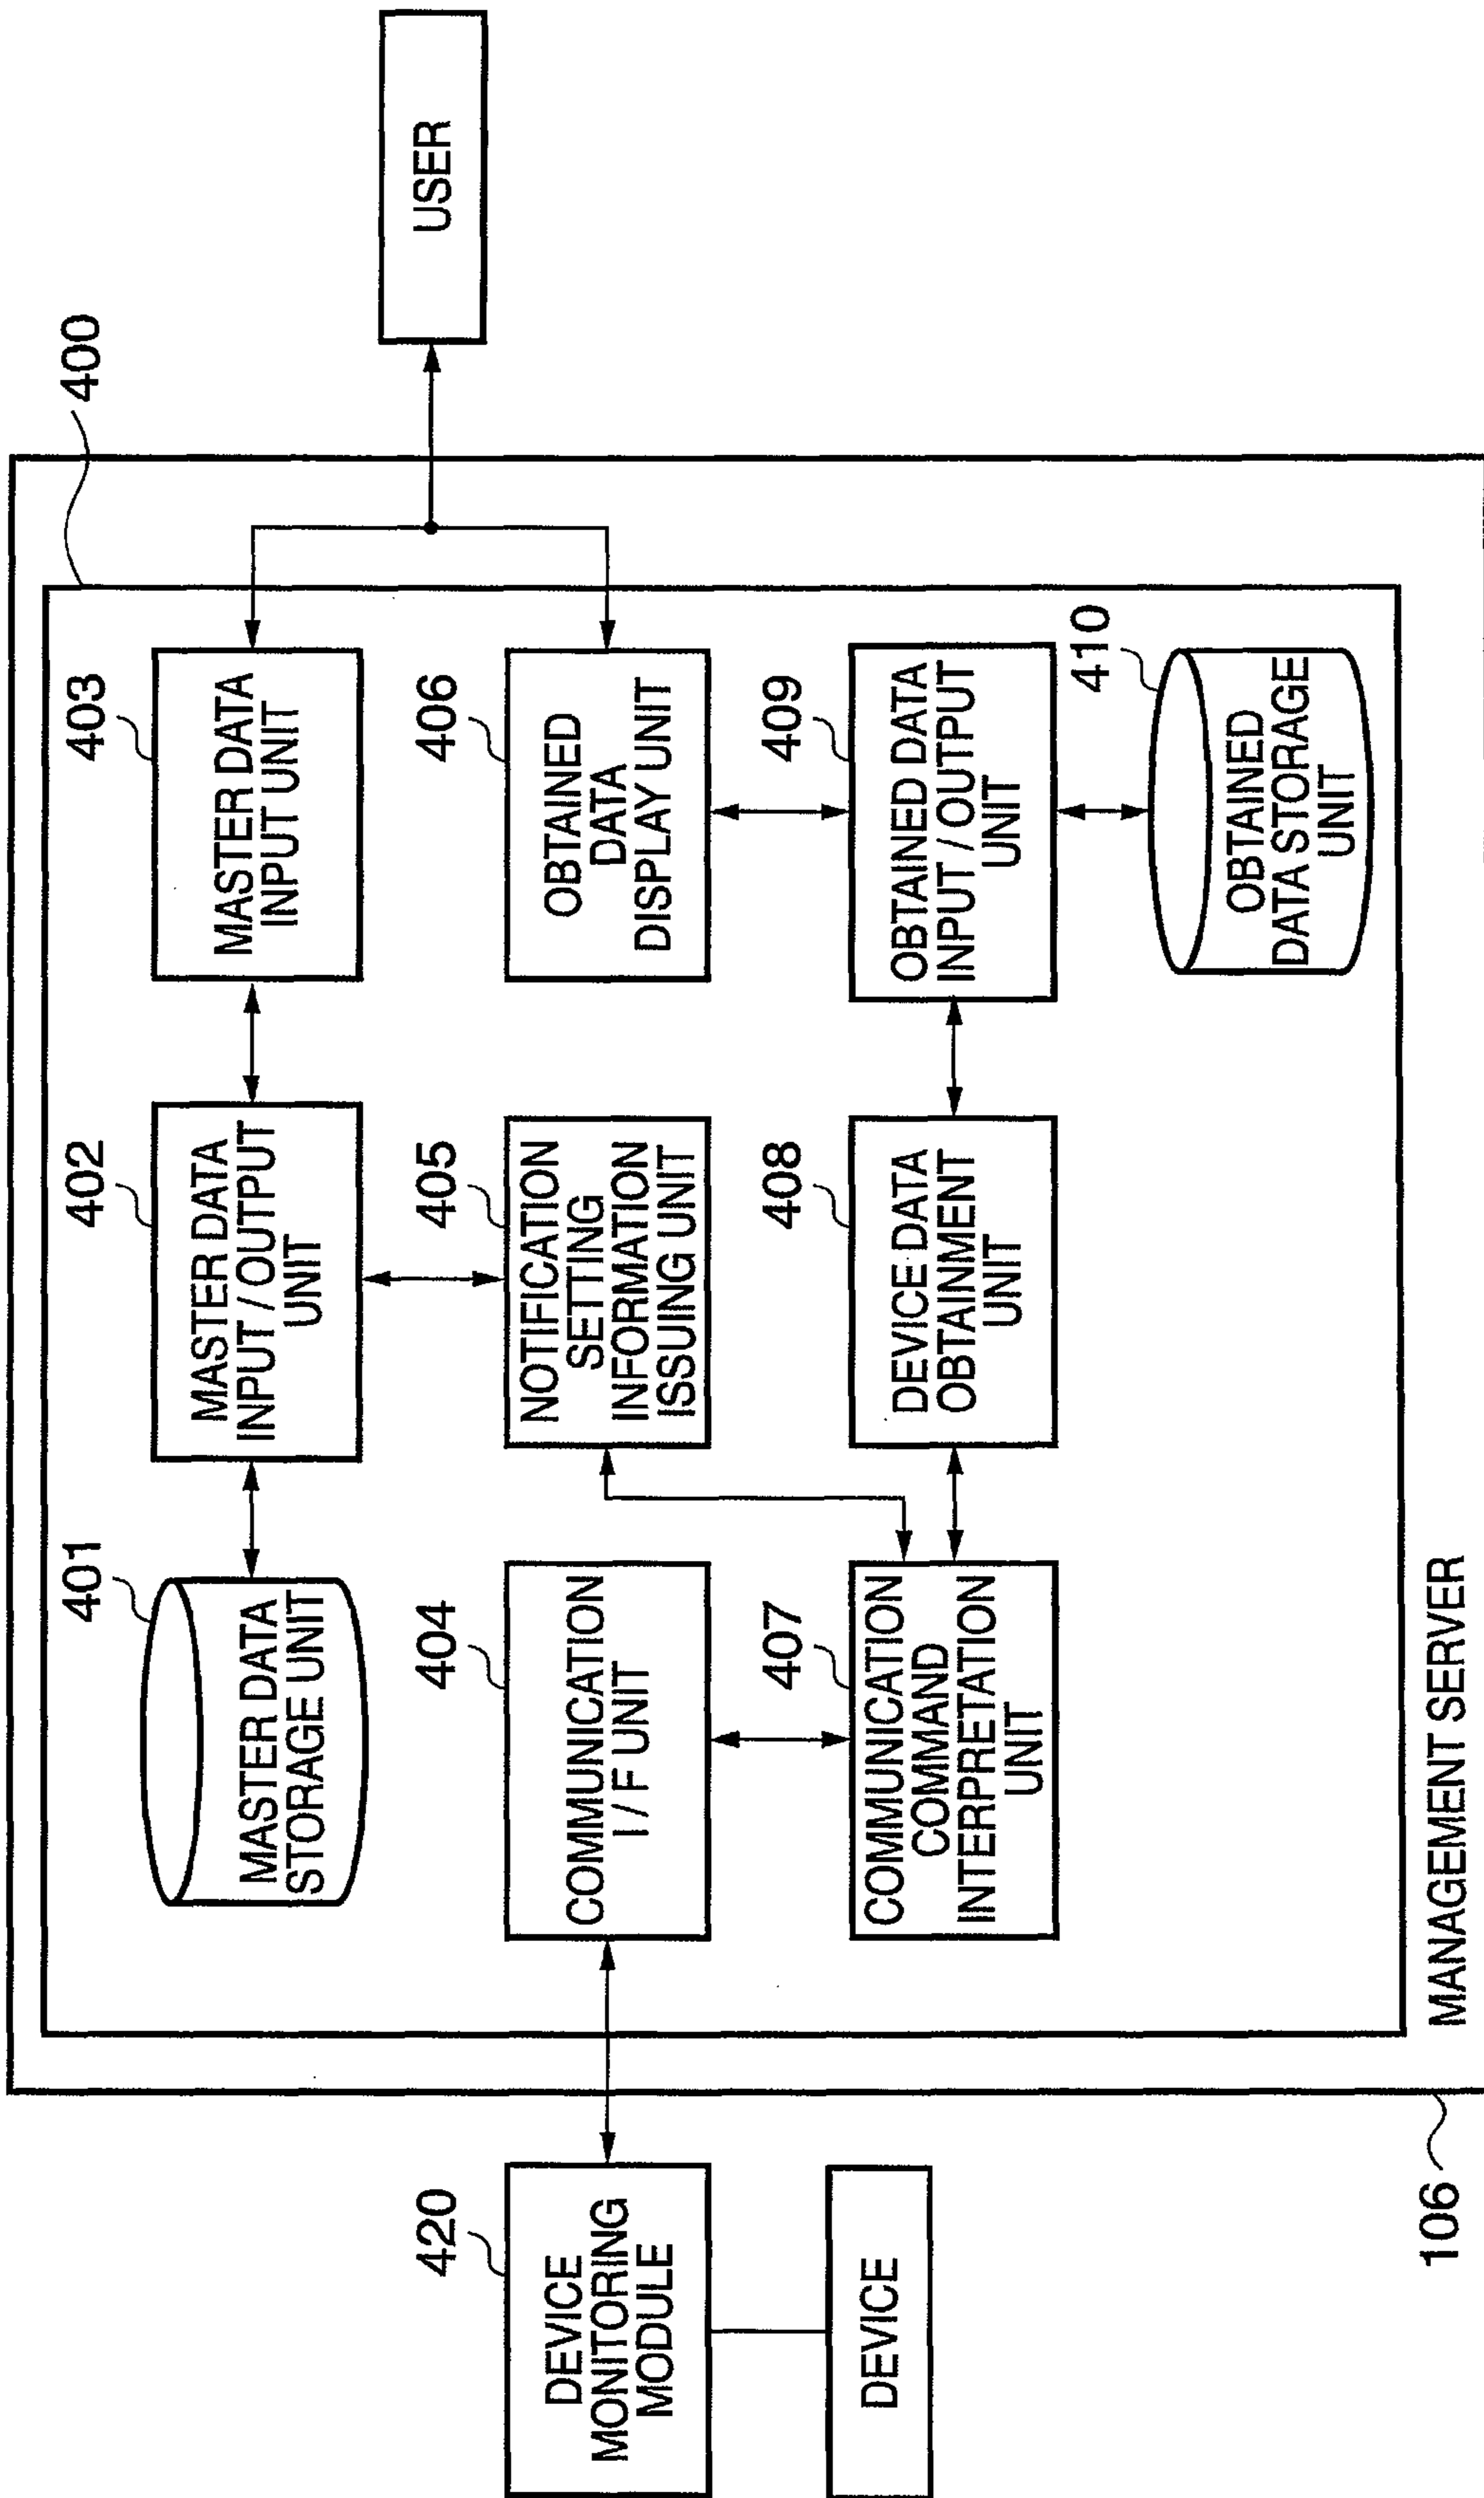 400
401
MASTER DATA
STORAGE UNIT
402
MASTER DATA
INPUT / OUTPUT
UNIT
403
MASTER DATA
INPUT UNIT
USER
420
DEVICE
MONITORING
MODULE
404
COMMUNICATION
I / F UNIT
405
NOTIFICATION
SETTING
INFORMATION
ISSUING UNIT
406
OBTAINED
DATA
DISPLAY UNIT
DEVICE
407
COMMUNICATION
COMMAND
INTERPRETATION
UNIT
408
DEVICE DATA
OBTAINMENT
UNIT
409
OBTAINED DATA
INPUT / OUTPUT
UNIT
410
OBTAINED
DATA STORAGE
UNIT
106
MANAGEMENT SERVER